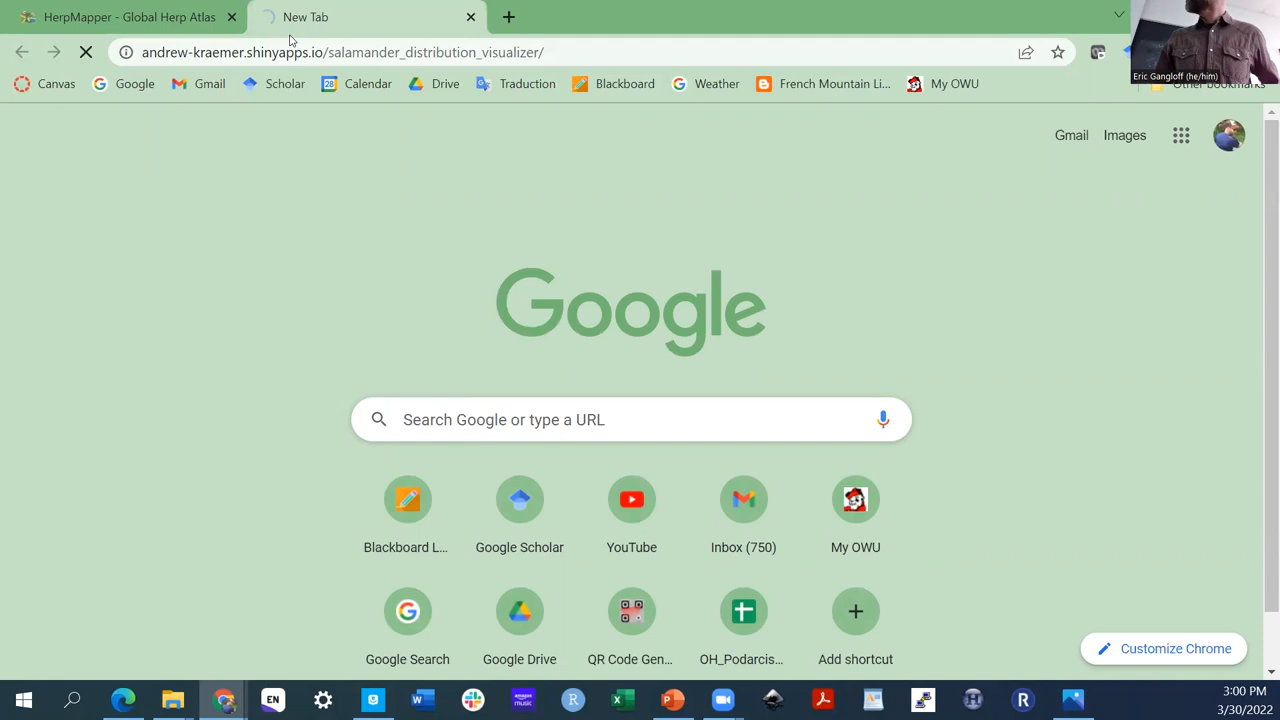 HerpMapper - Global Herp Atlas
New Tab
andrew-kraemer.shinyapps.io/salamander_distribution_visualizer/
Canvas
Google
Gmail
Scholar
Calendar
Drive
Traduction
Blackboard
Weather
French Mountain Li...
My OWU
Other bookmarks
Eric Gangloff (he/him)
Gmail
Images
Google
Search Google or type a URL
Blackboard L...
Google Scholar
YouTube
Inbox (750)
My OWU
Google Search
Google Drive
QR Code Gen...
OH_Podarcis...
Add shortcut
Customize Chrome
EN
3:00 PM
3/30/2022